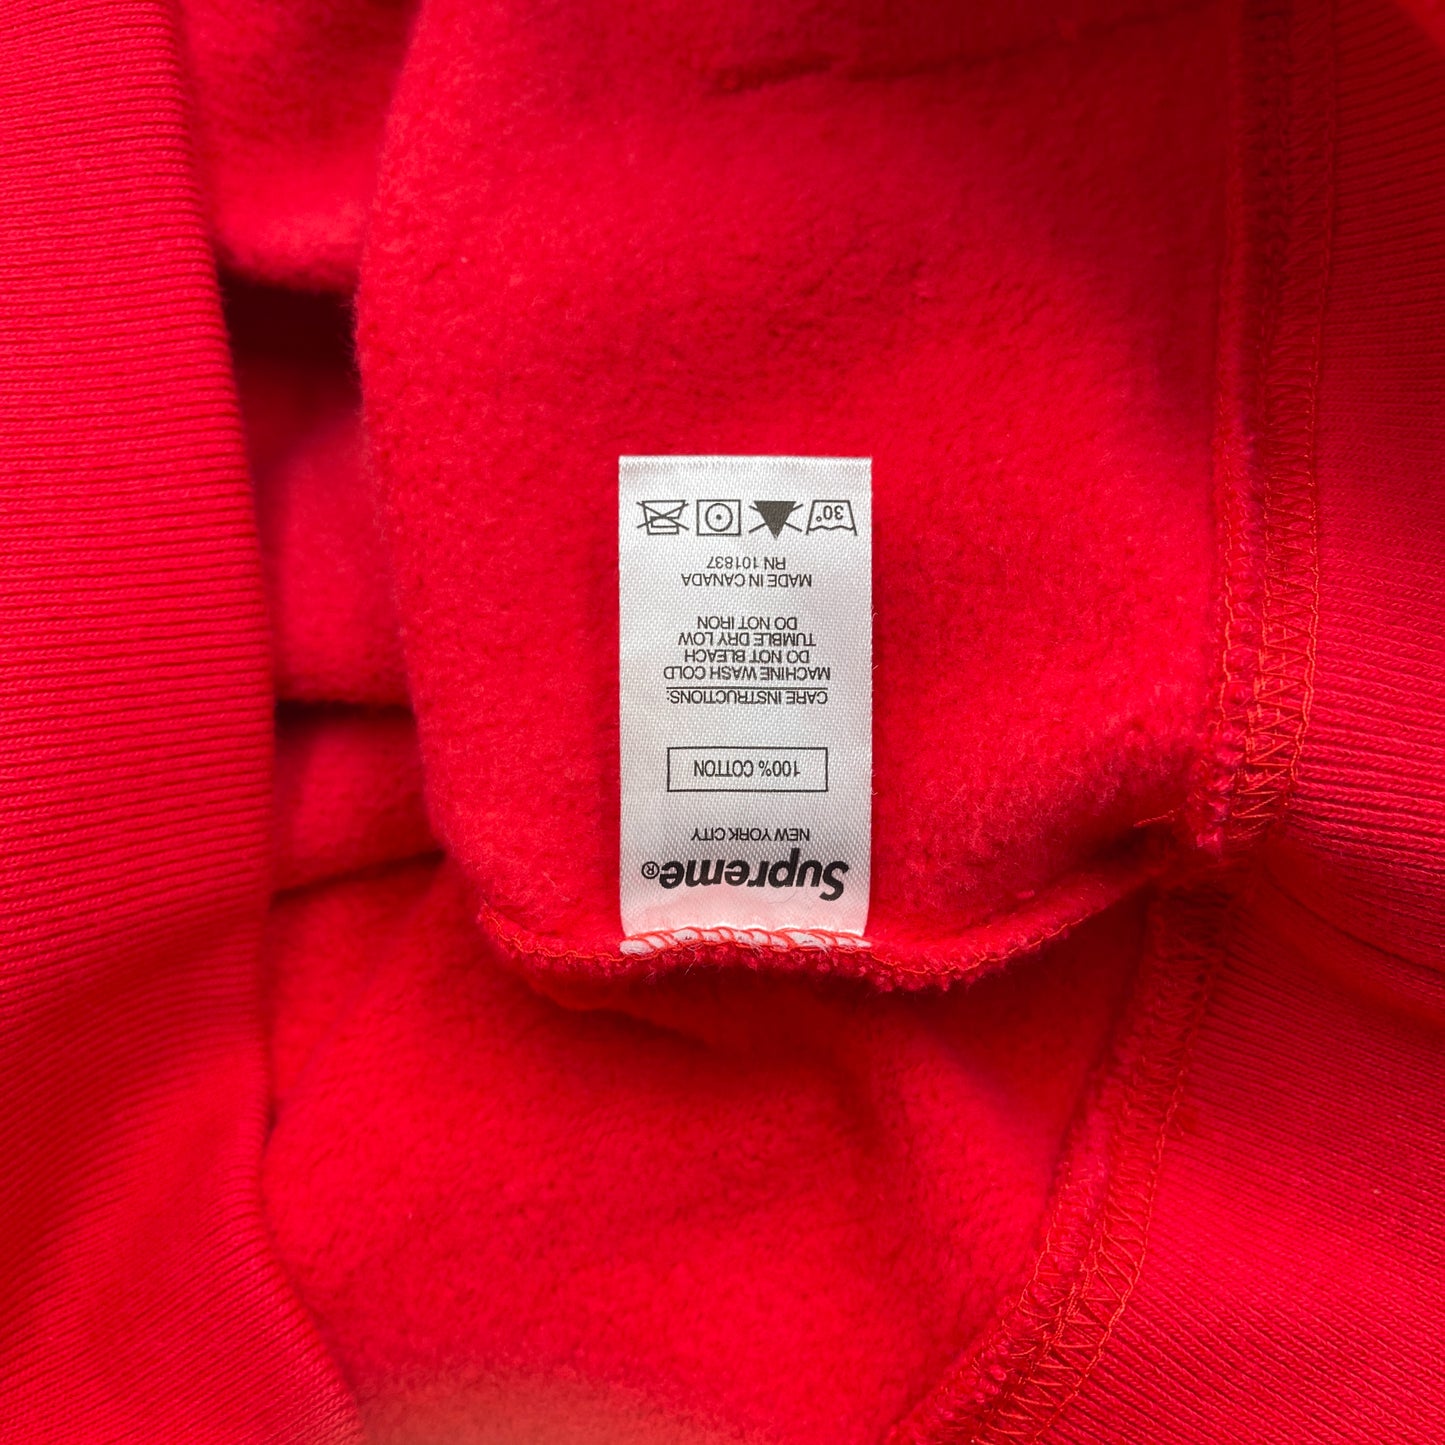 Supreme®
NEW YORK CITY
100% COTTON
CARE INSTRUCTIONS:
MACHINE WASH COLD
DO NOT BLEACH
TUMBLE DRY LOW
DO NOT IRON
MADE IN CANADA
RN 101837
30°